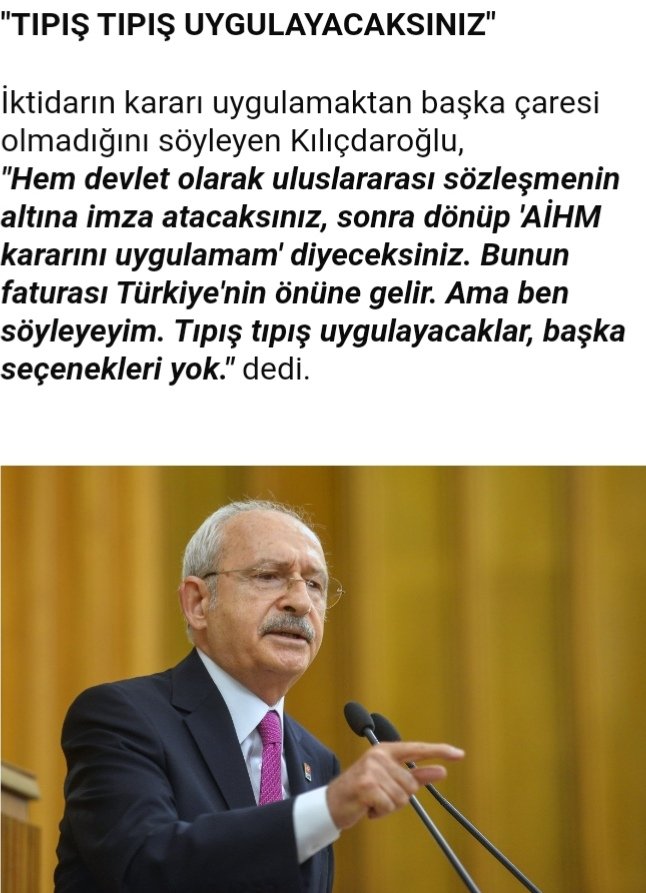 "TIPIŞ TIPIŞ UYGULAYACAKSINIZ"
İktidarın kararı uygulamaktan başka çaresi
olmadığını söyleyen Kılıçdaroğlu,
"Hem devlet olarak uluslararası sözleşmenin
altına imza atacaksınız, sonra dönüp 'AİHM
kararını uygulamam' diyeceksiniz. Bunun
faturası Türkiye'nin önüne gelir. Ama ben
söyleyeyim. Tıpış tıpış uygulayacaklar, başka
seçenekleri yok." dedi.